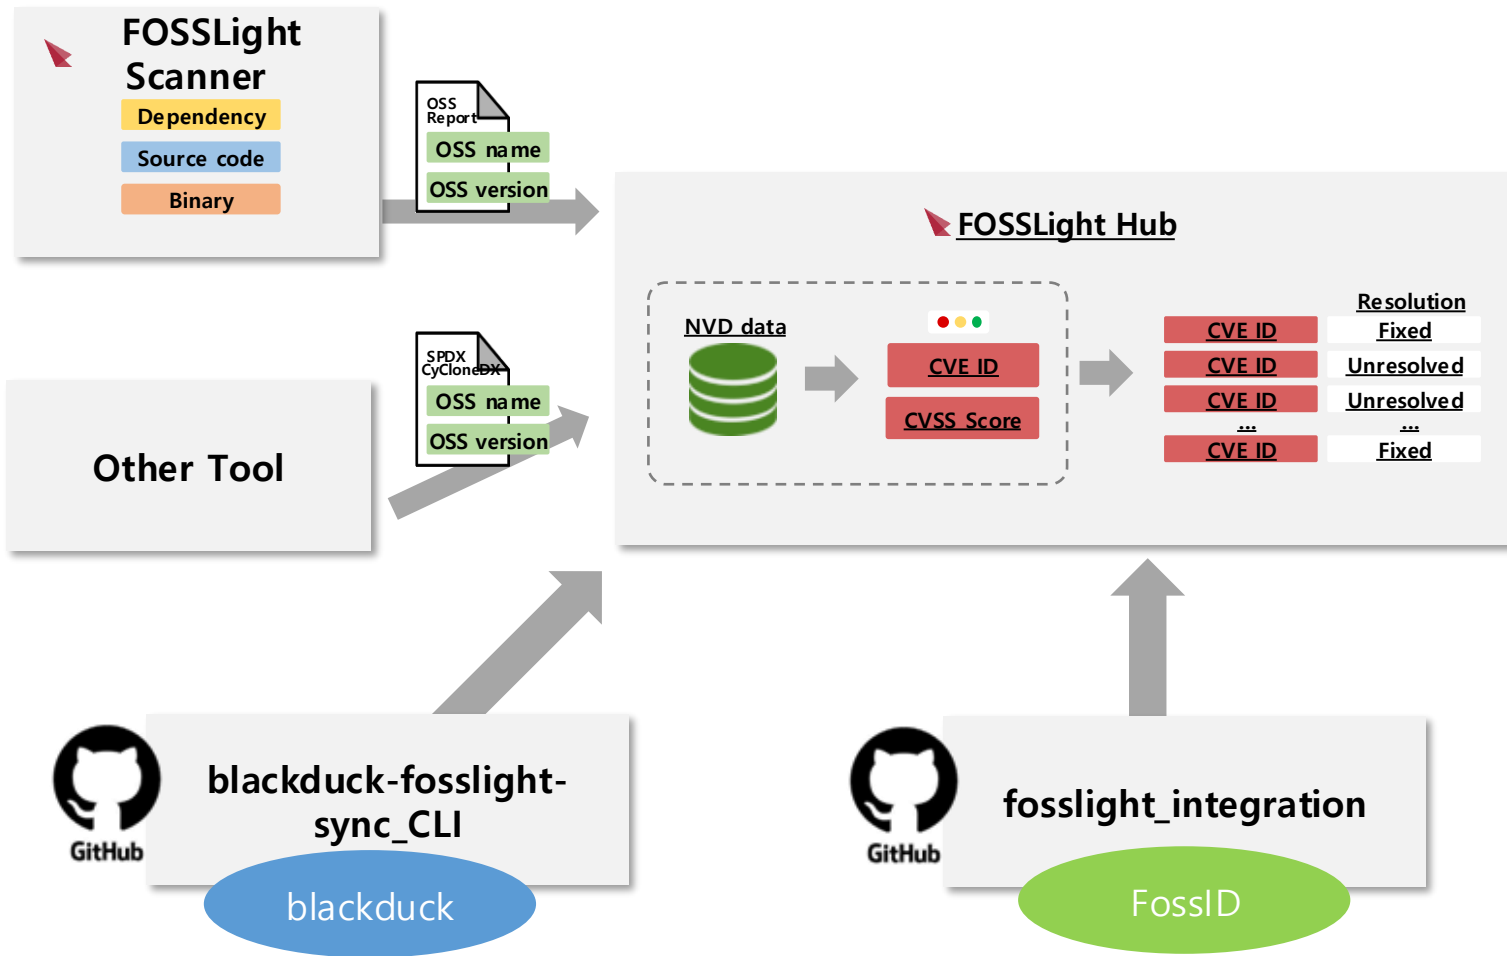 FOSSLight
Scanner
Dependency
Source code
Binary
OSS
Report
OSS name
OSS version
FOSSLight Hub
NVD data
CVE ID
CVSS Score
Resolution
CVE ID Fixed
CVE ID Unresolved
CVE ID Unresolved
... ...
CVE ID Fixed
SPDX
CyCloneDX
OSS name
OSS version
Other Tool
GitHub
blackduck-fosslight-
sync_CLI
blackduck
GitHub
fosslight_integration
FossID